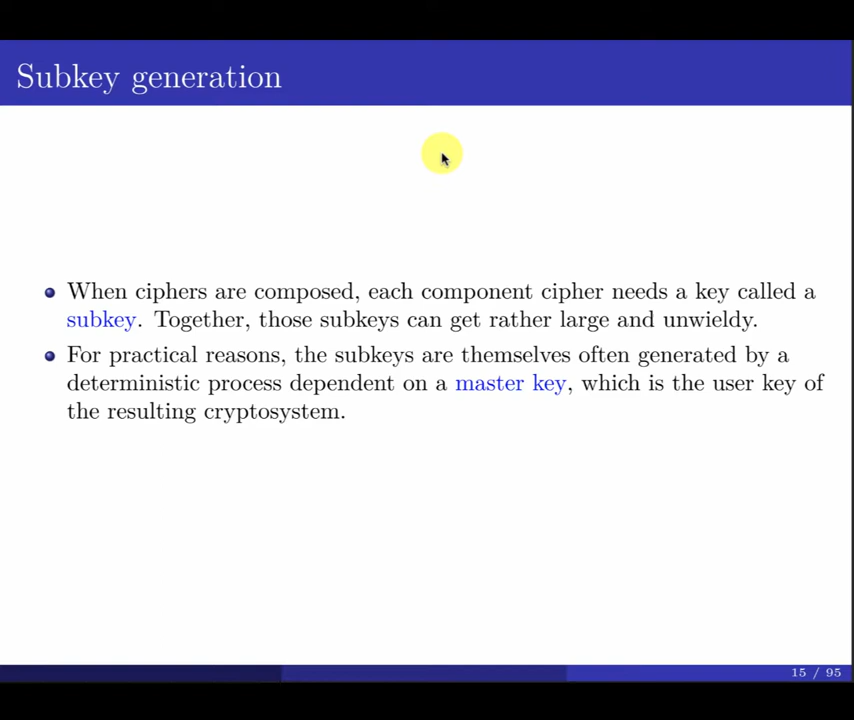 Subkey generation
When ciphers are composed, each component cipher needs a key called a
subkey. Together, those subkeys can get rather large and unwieldy.
For practical reasons, the subkeys are themselves often generated by a
deterministic process dependent on a master key, which is the user key of
the resulting cryptosystem.
15 / 95